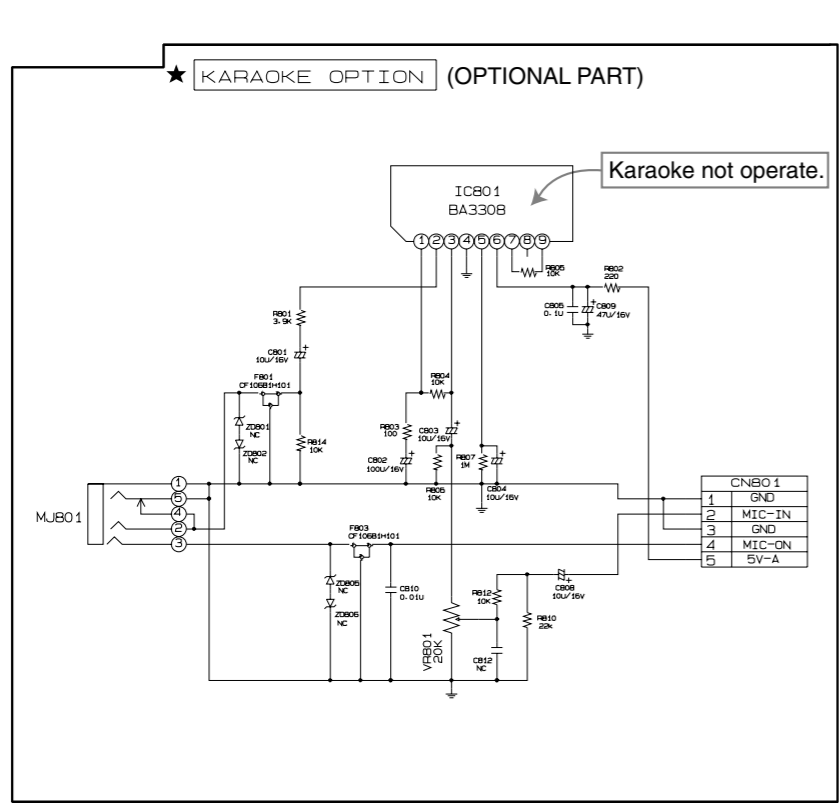 ★ KARAOKE OPTION (OPTIONAL PART)
Karaoke not operate.
IC801
BA3308
1 2 3 4 5 6 7 8 9
R805
10K
R802
220
C805
0.1U
C809
47U/16V
R801
3.9K
C801
10U/16V
F801
CF106B1H101
R804
10K
R803
100
C803
10U/16V
ZD801
NC
ZD802
NC
R814
10K
C802
100U/16V
R806
10K
R807
1M
C804
10U/16V
MJ801
1
5
4
2
3
CN801
1 GND
2 MIC-IN
3 GND
4 MIC-ON
5 5V-A
F803
CF106B1H101
ZD805
NC
ZD806
NC
C810
0.01U
R812
10K
C808
10U/16V
R810
22k
VR801
20K
C812
NC